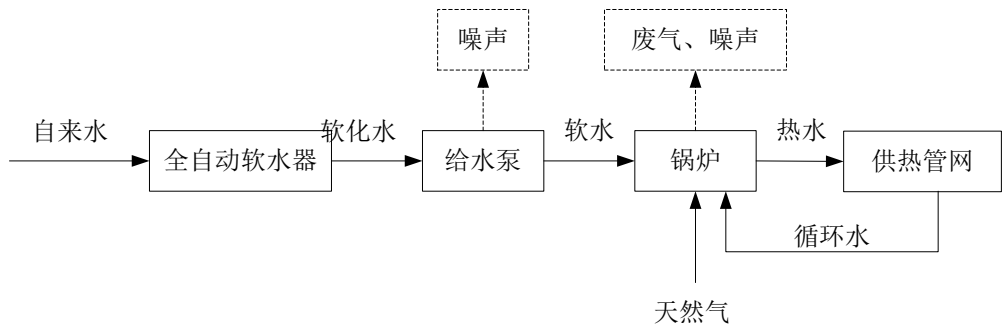 噪声
废气、噪声
自来水
全自动软水器
软化水
给水泵
软水
锅炉
热水
供热管网
循环水
天然气